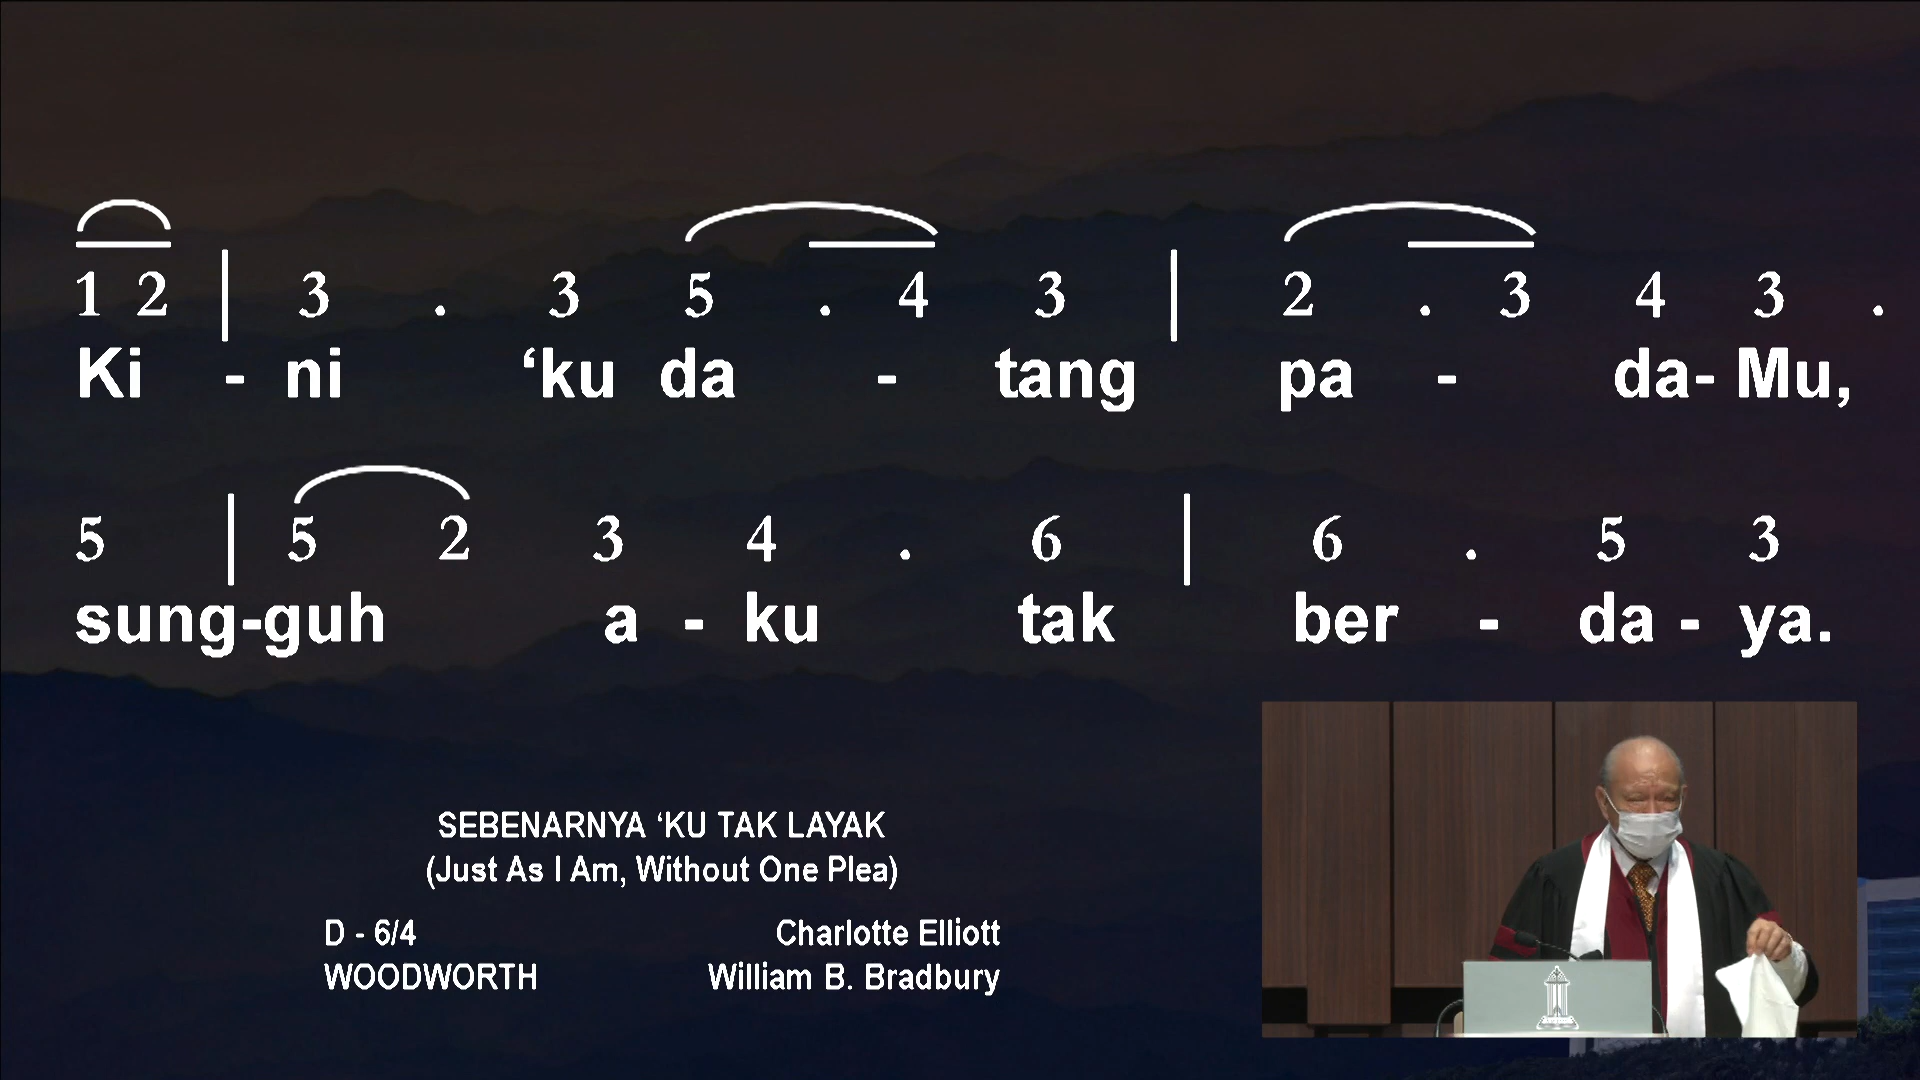 1 2 | 3 . 3 5 . 4 3 | 2 . 3 4 3 .
Ki - ni ‘ku da - tang pa - da- Mu,
5 | 5 2 3 4 . 6 | 6 . 5 3
sung-guh a - ku tak ber - da - ya.
SEBENARNYA ‘KU TAK LAYAK
(Just As I Am, Without One Plea)
D - 6/4
Charlotte Elliott
WOODWORTH
William B. Bradbury